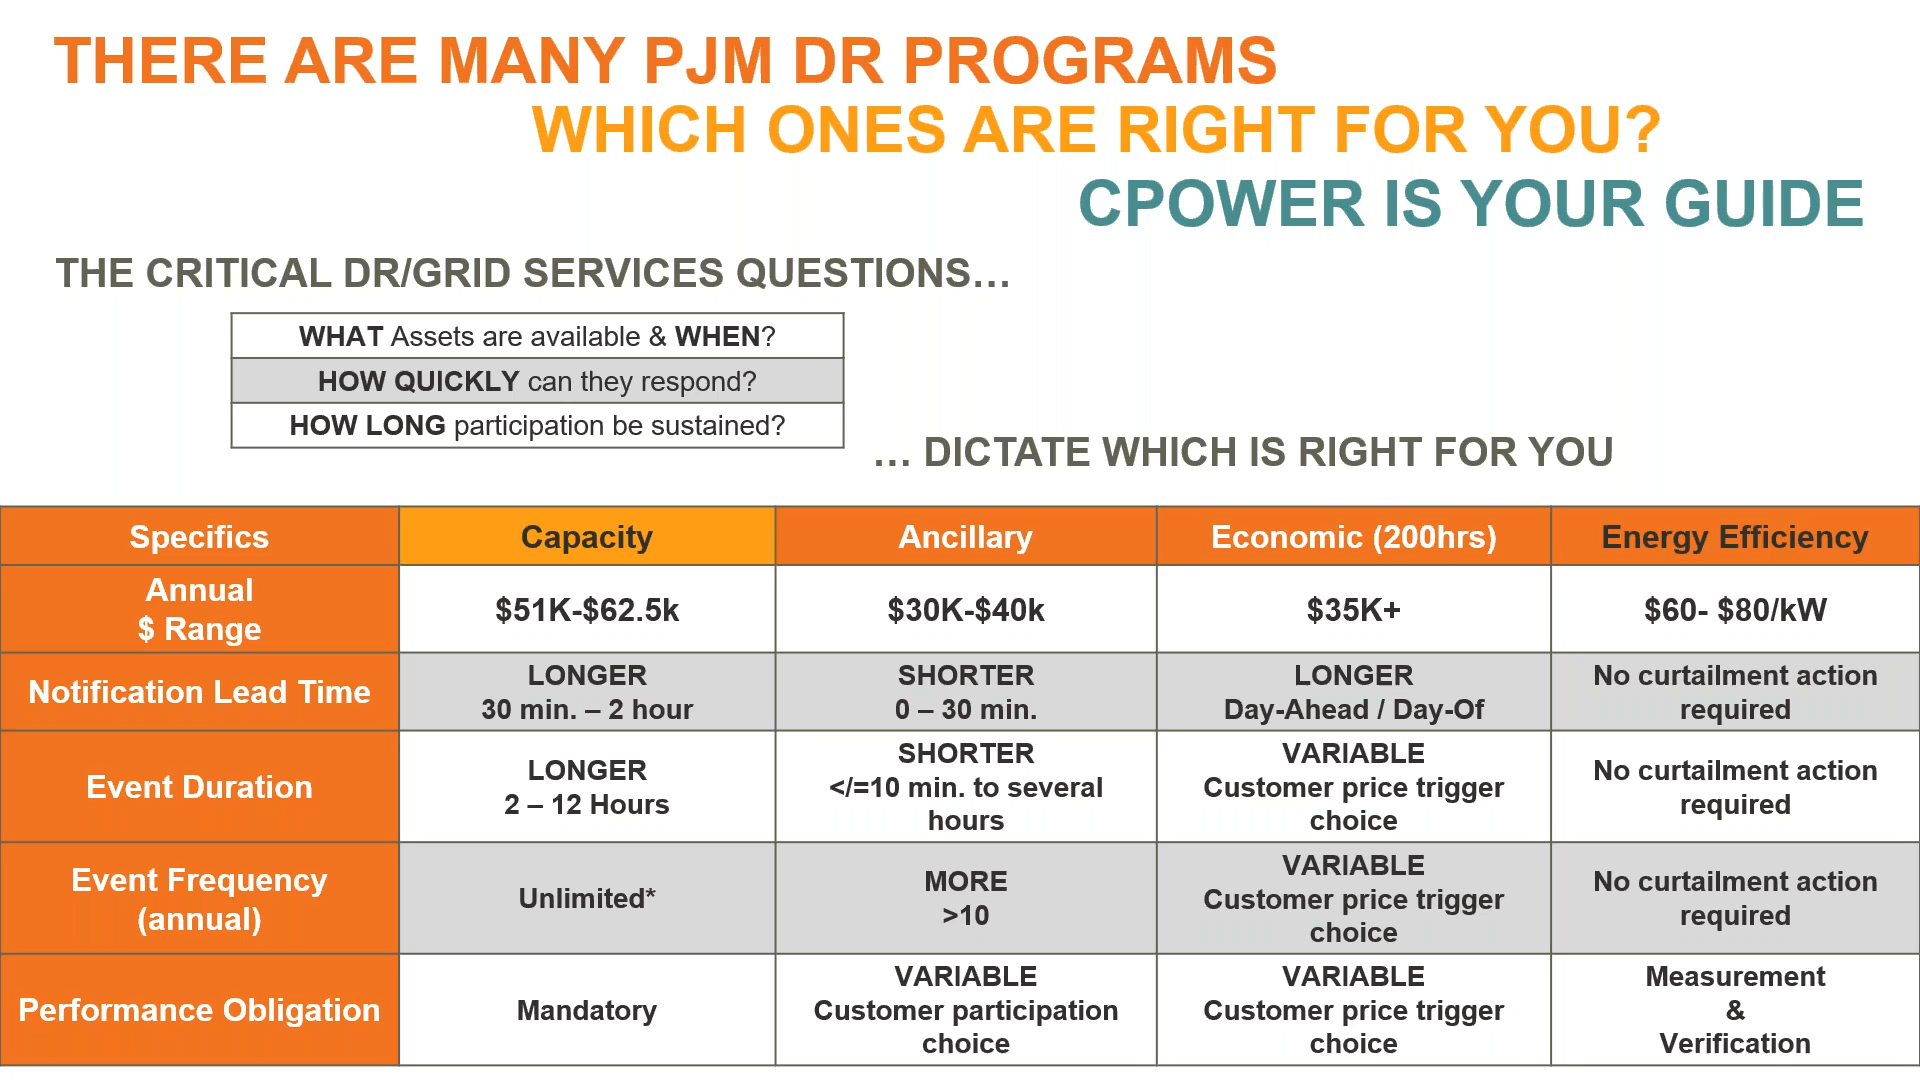 THERE ARE MANY PJM DR PROGRAMS
WHICH ONES ARE RIGHT FOR YOU?
CPOWER IS YOUR GUIDE
THE CRITICAL DR/GRID SERVICES QUESTIONS…
WHAT Assets are available & WHEN?
HOW QUICKLY can they respond?
HOW LONG participation be sustained?
… DICTATE WHICH IS RIGHT FOR YOU
Specifics Capacity Ancillary Economic (200hrs) Energy Efficiency
Annual
$ Range
$51K-$62.5k
$30K-$40k
$35K+
$60- $80/kW
Notification Lead Time
LONGER
30 min. – 2 hour
SHORTER
0 – 30 min.
LONGER
Day-Ahead / Day-Of
No curtailment action
required
Event Duration
LONGER
2 – 12 Hours
SHORTER
</=10 min. to several
hours
VARIABLE
Customer price trigger
choice
No curtailment action
required
Event Frequency
(annual)
Unlimited*
MORE
>10
VARIABLE
Customer price trigger
choice
No curtailment action
required
Performance Obligation
Mandatory
VARIABLE
Customer participation
choice
VARIABLE
Customer price trigger
choice
Measurement
&
Verification